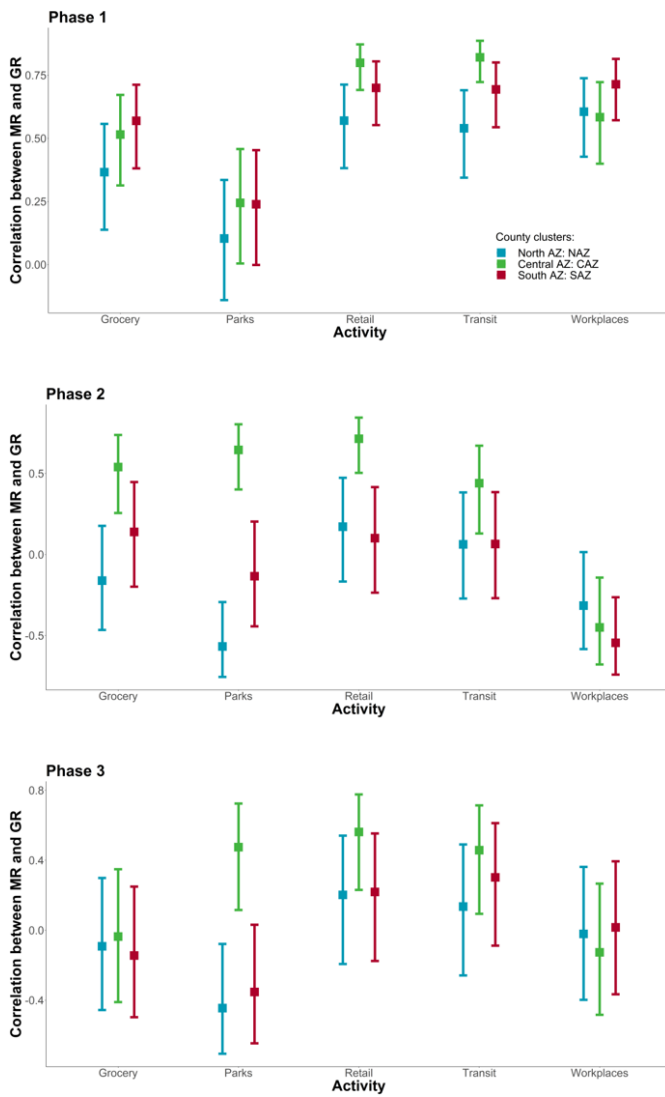 Phase 1
Correlation between MR and GR
0.75
0.50
0.25
0.00
County clusters:
North AZ: NAZ
Central AZ: CAZ
South AZ: SAZ
Grocery Parks Retail Transit Workplaces
Activity
Phase 2
Correlation between MR and GR
0.5
0.0
-0.5
Grocery Parks Retail Transit Workplaces
Activity
Phase 3
Correlation between MR and GR
0.8
0.4
0.0
-0.4
Grocery Parks Retail Transit Workplaces
Activity